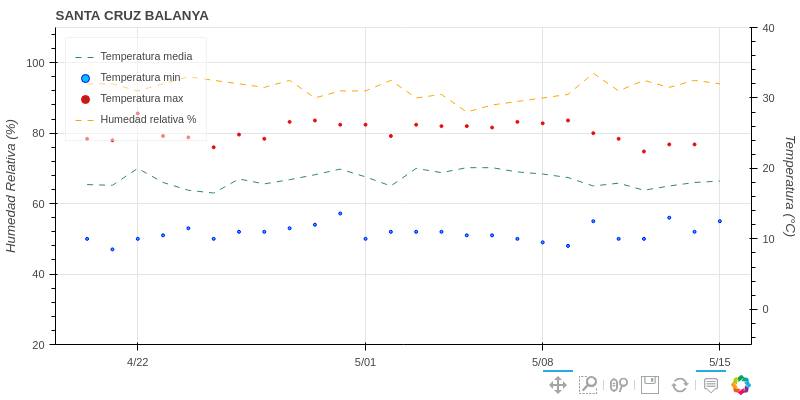 SANTA CRUZ BALANYA
Temperatura media
Temperatura min
Temperatura max
Humedad relativa %
Humedad Relativa (%)
100
80
60
40
20
Temperatura (°C)
40
30
20
10
0
4/22
5/01
5/08
5/15